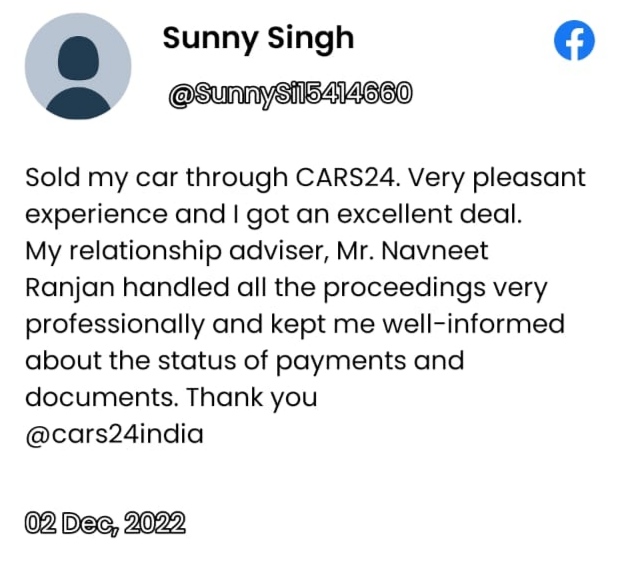 Sunny Singh
@SunnySi15414660
Sold my car through CARS24. Very pleasant
experience and I got an excellent deal.
My relationship adviser, Mr. Navneet
Ranjan handled all the proceedings very
professionally and kept me well-informed
about the status of payments and
documents. Thank you
@cars24india
02 Dec, 2022